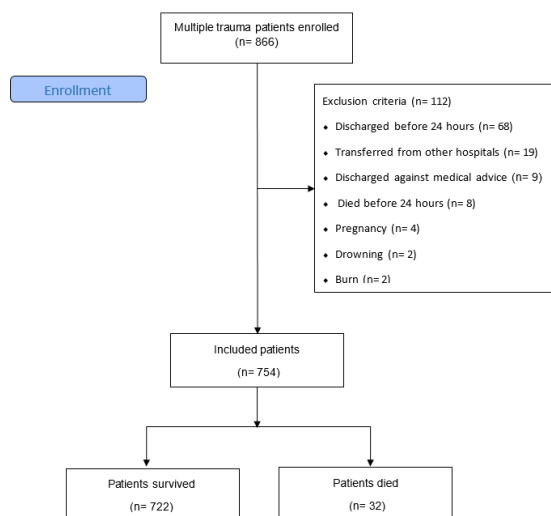 Multiple trauma patients enrolled
(n= 866)
Enrollment
Exclusion criteria (n= 112)
⬥ Discharged before 24 hours (n= 68)
⬥ Transferred from other hospitals (n= 19)
⬥ Discharged against medical advice (n= 9)
⬥ Died before 24 hours (n= 8)
⬥ Pregnancy (n= 4)
⬥ Drowning (n= 2)
⬥ Burn (n= 2)
Included patients
(n= 754)
Patients survived
(n= 722)
Patients died
(n= 32)